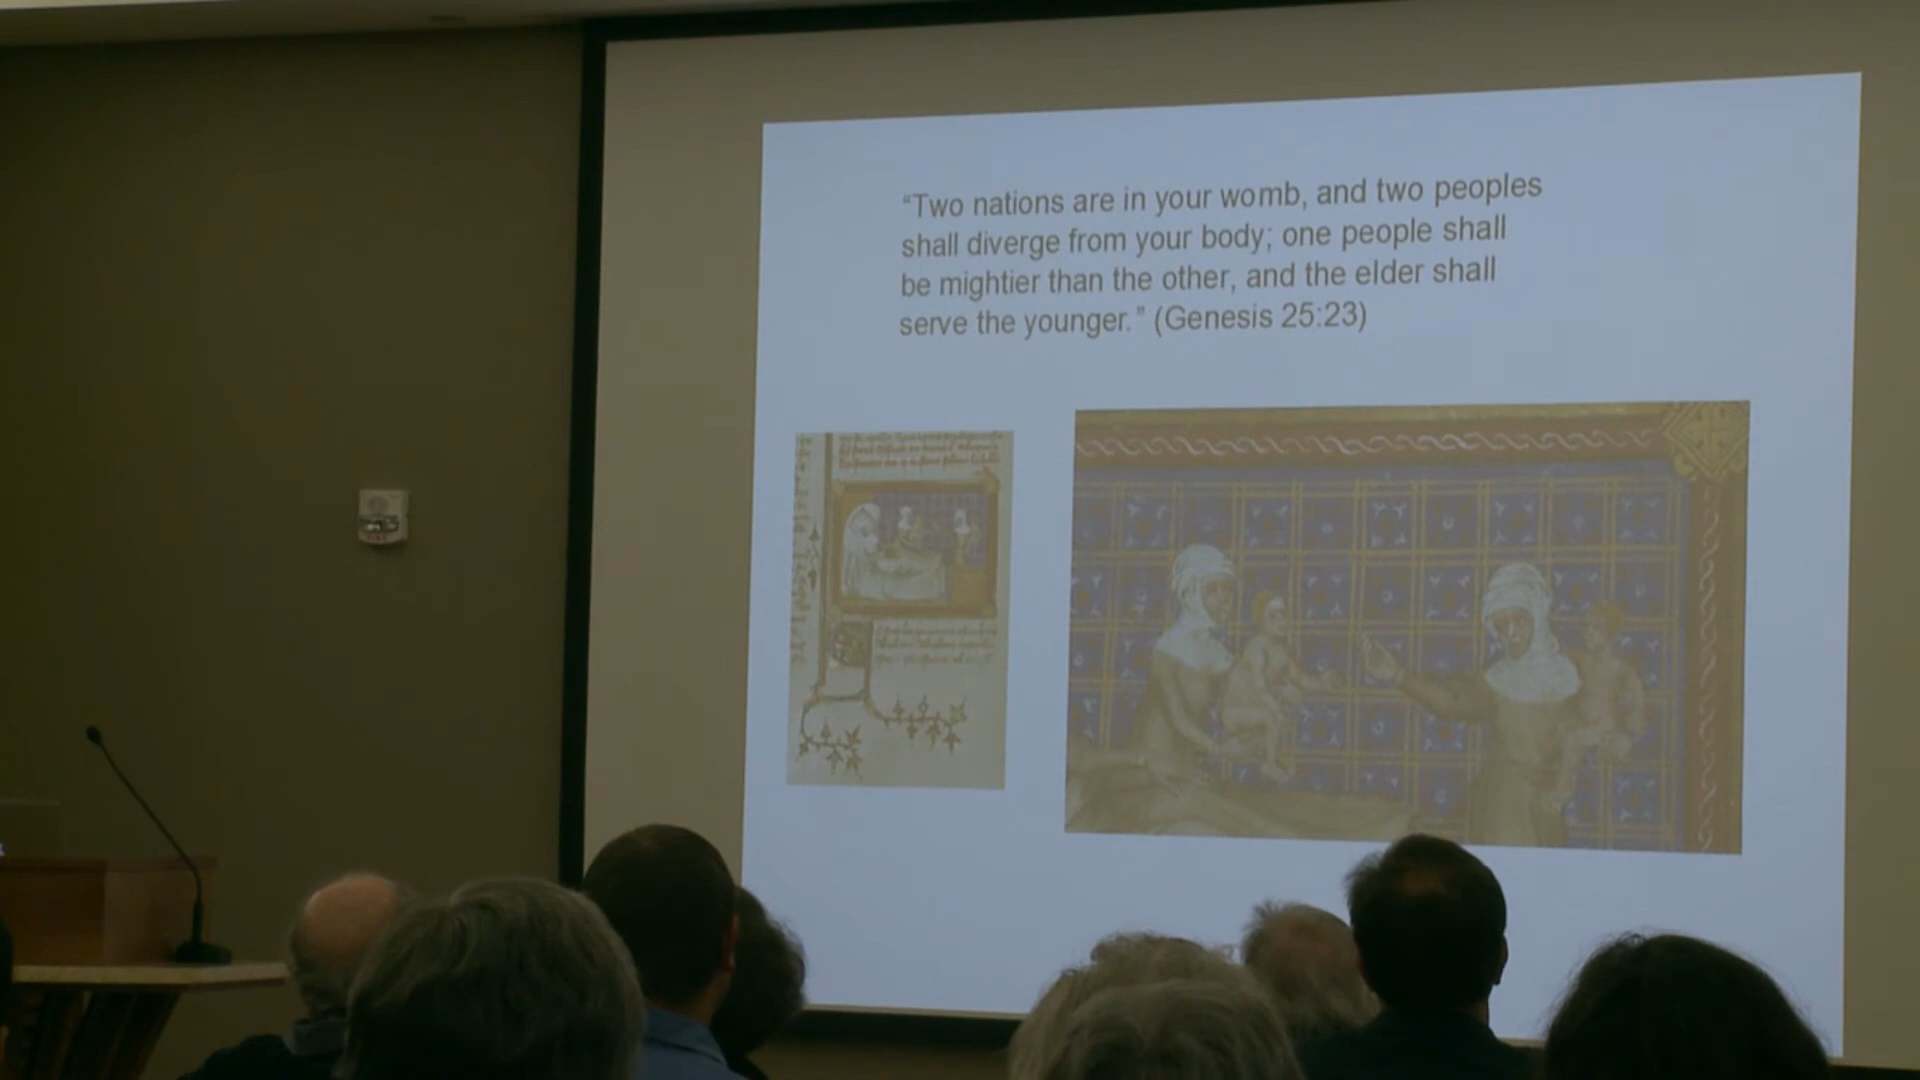 “Two nations are in your womb, and two peoples
shall diverge from your body; one people shall
be mightier than the other, and the elder shall
serve the younger.” (Genesis 25:23)